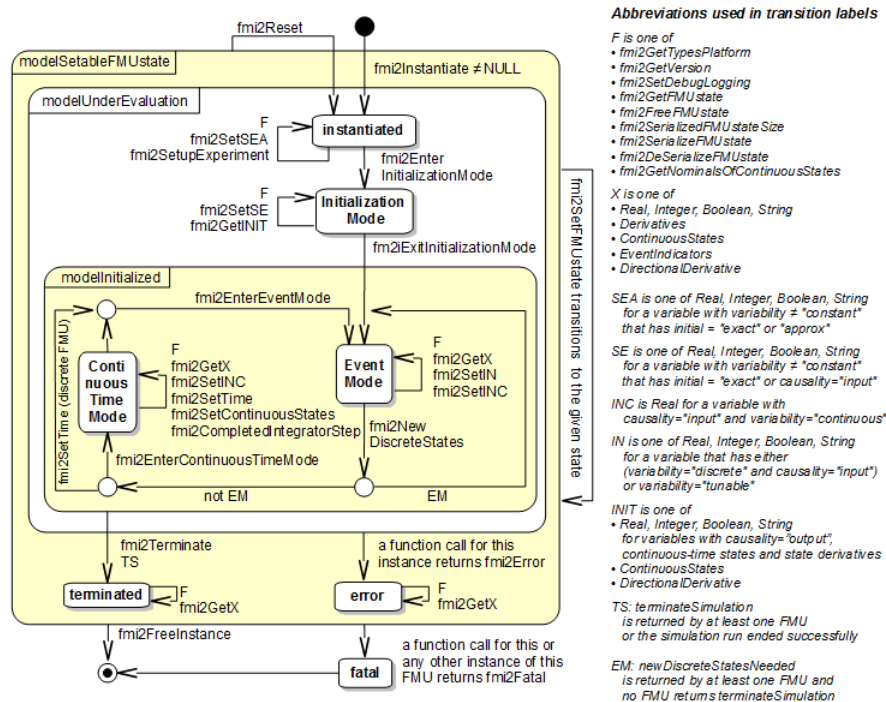 fmi2Reset
modelSetableFMUstate
fmi2Instantiate ≠ NULL
modelUnderEvaluation
F
fmi2SetSEA
fmi2SetupExperiment
instantiated
fmi2Enter
InitializationMode
F
fmi2SetSE
fmi2GetINIT
Initialization
Mode
fm2iExitInitializationMode
modelInitialized
fmi2EnterEventMode
fmi2SetTime (discrete FMU)
Conti
nuous
Time
Mode
F
fmi2GetX
fmi2SetINC
fmi2SetTime
fmi2SetContinuousStates
fmi2CompletedIntegratorStep
Event
Mode
F
fmi2GetX
fmi2SetIN
fmi2SetINC
fmi2New
DiscreteStates
fmi2EnterContinuousTimeMode
not EM
EM
fmi2SetFMUstate transitions to the given state
fmi2Terminate
TS
a function call for this
instance returns fmi2Error
terminated
F
fmi2GetX
error
F
fmi2GetX
fmi2FreeInstance
fatal
a function call for this or
any other instance of this
FMU returns fmi2Fatal
Abbreviations used in transition labels
F is one of
• fmi2GetTypesPlatform
• fmi2GetVersion
• fmi2SetDebugLogging
• fmi2GetFMUstate
• fmi2FreeFMUstate
• fmi2SerializedFMUstateSize
• fmi2SerializeFMUstate
• fmi2DeSerializeFMUstate
• fmi2GetNominalsOfContinuousStates
X is one of
• Real, Integer, Boolean, String
• Derivatives
• ContinuousStates
• EventIndicators
• DirectionalDerivative
SEA is one of Real, Integer, Boolean, String
for a variable with variability ≠ "constant"
that has initial = "exact" or "approx"
SE is one of Real, Integer, Boolean, String
for a variable with variability ≠ "constant"
that has initial = "exact" or causality="input"
INC is Real for a variable with
causality="input" and variability="continuous"
IN is one of Real, Integer, Boolean, String
for a variable that has either
(variability="discrete" and causality="input")
or variability="tunable"
INIT is one of
• Real, Integer, Boolean, String
for variables with causality="output",
continuous-time states and state derivatives
• ContinuousStates
• DirectionalDerivative
TS: terminateSimulation
is returned by at least one FMU
or the simulation run ended successfully
EM: newDiscreteStatesNeeded
is returned by at least one FMU and
no FMU returns terminateSimulation